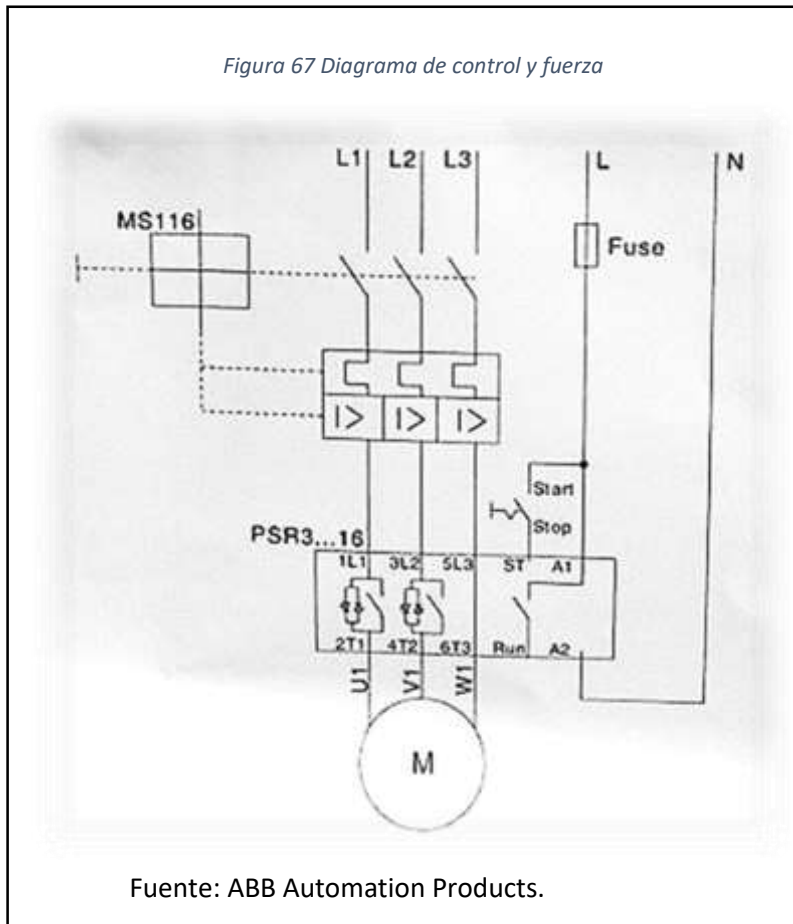 Figura 67 Diagrama de control y fuerza
L1 L2 L3 L N
MS116
Fuse
I> I> I>
Start
Stop
PSR3...16
1L1 3L2 5L3 ST A1
2T1 4T2 6T3 Run A2
U1 V1 W1
M
Fuente: ABB Automation Products.